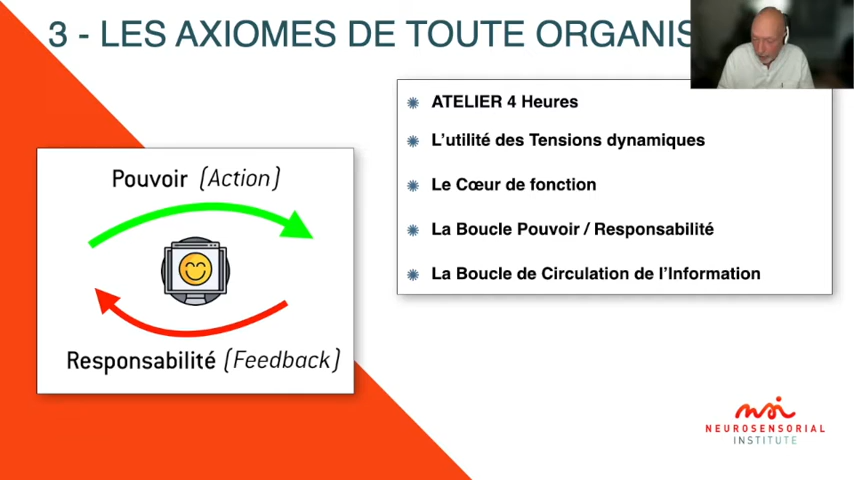 3 - LES AXIOMES DE TOUTE ORGANIS
ATELIER 4 Heures
L'utilité des Tensions dynamiques
Le Cœur de fonction
La Boucle Pouvoir / Responsabilité
La Boucle de Circulation de l'Information
Pouvoir (Action)
Responsabilité (Feedback)
nsi
NEUROSENSORIAL
INSTITUTE